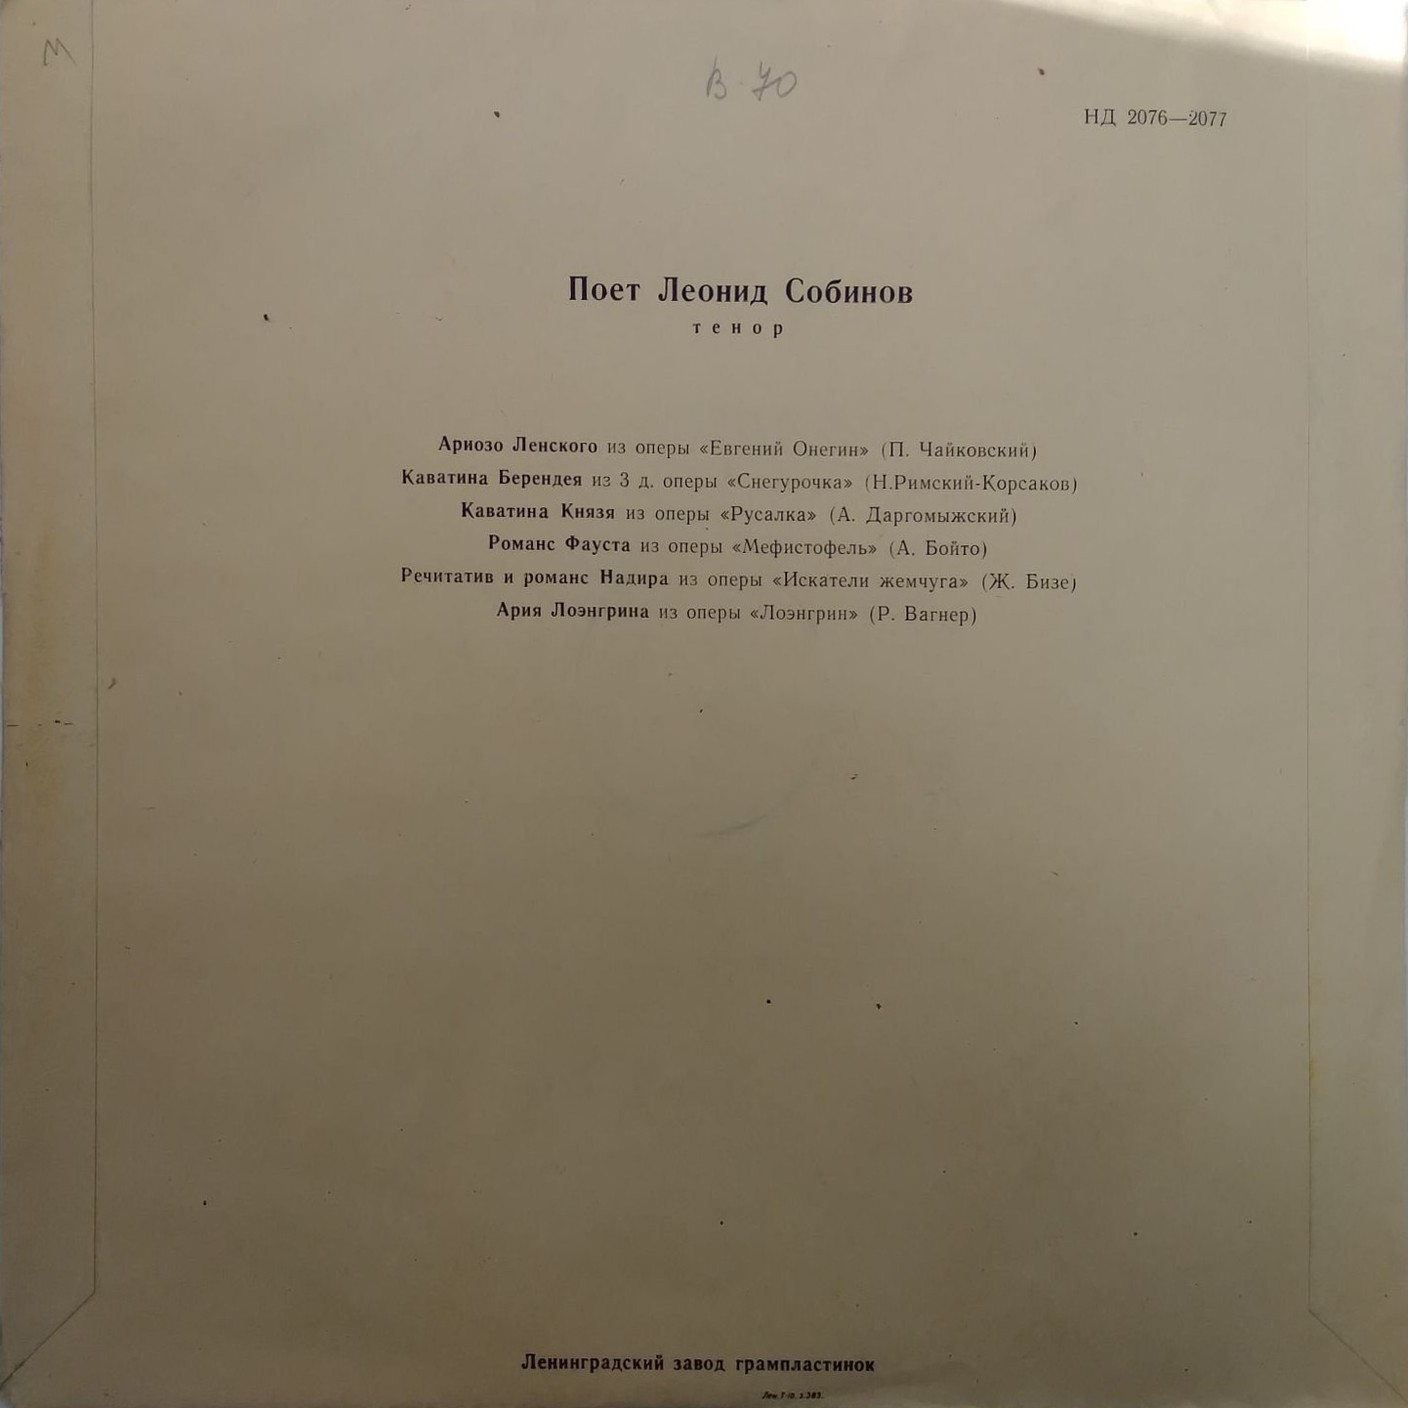 М
В-70
НД 2076—2077
Поет Леонид Собинов
тенор
Ариозо Ленского из оперы «Евгений Онегин» (П. Чайковский)
Каватина Берендея из 3 д. оперы «Снегурочка» (Н.Римский-Корсаков)
Каватина Князя из оперы «Русалка» (А. Даргомыжский)
Романс Фауста из оперы «Мефистофель» (А. Бойто)
Речитатив и романс Надира из оперы «Искатели жемчуга» (Ж. Бизе)
Ария Лоэнгрина из оперы «Лоэнгрин» (Р. Вагнер)
Ленинградский завод грампластинок